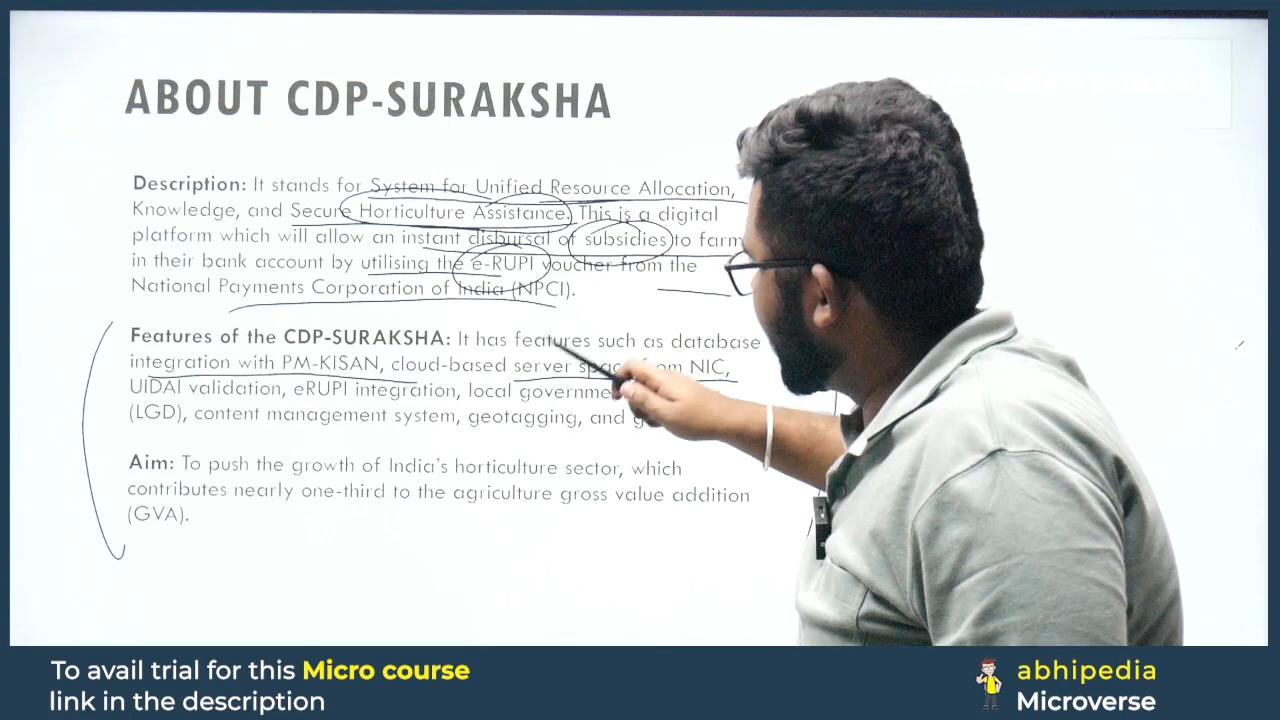 ABOUT CDP-SURAKSHA
Description: It stands for System for Unified Resource Allocation,
Knowledge, and Secure Horticulture Assistance. This is a digital
platform which will allow an instant disbursal of subsidies to farm
in their bank account by utilising the e-RUPI voucher from the
National Payments Corporation of India (NPCI).
Features of the CDP-SURAKSHA: It has features such as database
integration with PM-KISAN, cloud-based server from NIC,
UIDAI validation, eRUPI integration, local
(LGD), content management system, geotagging, and
Aim: To push the growth of India's horticulture sector, which
contributes nearly one-third to the agriculture gross value addition
(GVA).
To avail trial for this Micro course
link in the description
abhipedia
Microverse